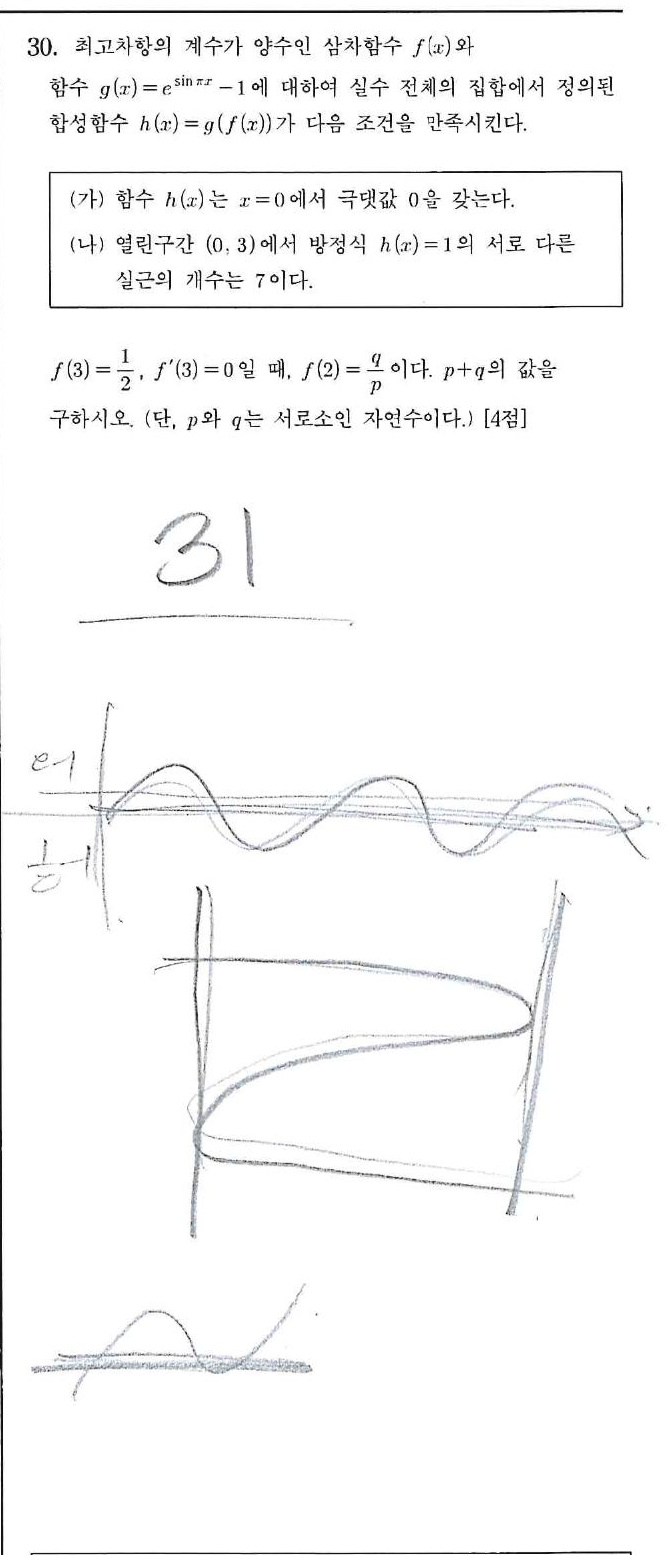 30. 최고차항의 계수가 양수인 삼차함수 f(x)와
함수 g(x)=e^{sin πx}−1에 대하여 실수 전체의 집합에서 정의된
합성함수 h(x)=g(f(x))가 다음 조건을 만족시킨다.
(가) 함수 h(x)는 x=0에서 극댓값 0을 갖는다.
(나) 열린구간 (0, 3)에서 방정식 h(x)=1의 서로 다른
실근의 개수는 7이다.
f(3)=1/2, f′(3)=0일 때, f(2)=q/p이다. p+q의 값을
구하시오. (단, p와 q는 서로소인 자연수이다.) [4점]
31
e-1
1/e-1